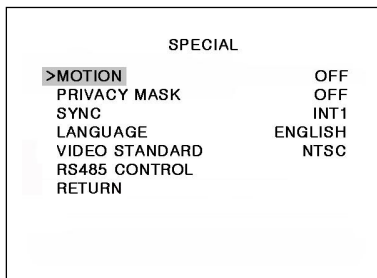 SPECIAL
>MOTION OFF
PRIVACY MASK OFF
SYNC INT1
LANGUAGE ENGLISH
VIDEO STANDARD NTSC
RS485 CONTROL
RETURN